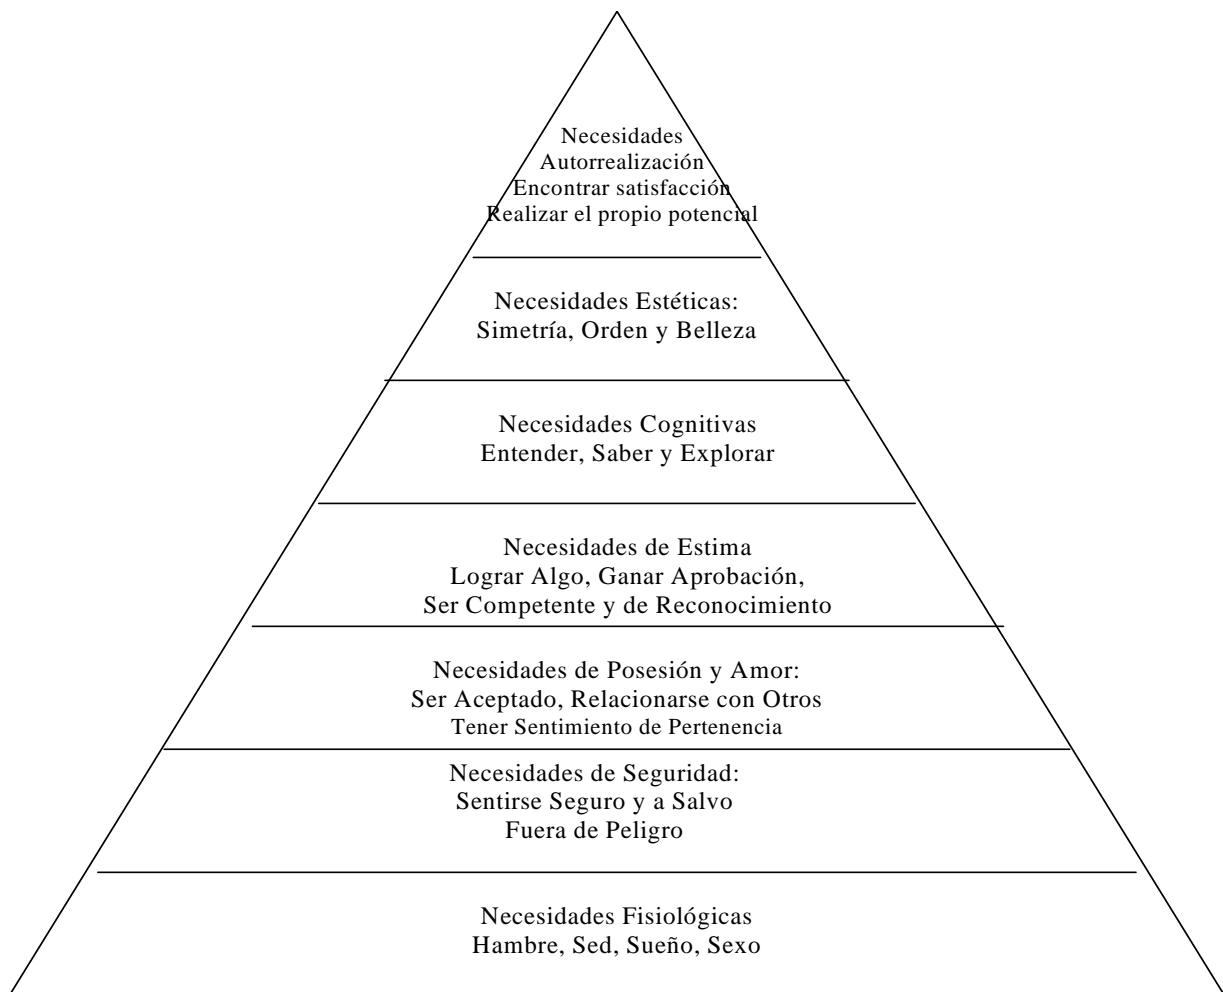 Necesidades
Autorrealización
Encontrar satisfacción
Realizar el propio potencial
Necesidades Estéticas:
Simetría, Orden y Belleza
Necesidades Cognitivas
Entender, Saber y Explorar
Necesidades de Estima
Lograr Algo, Ganar Aprobación,
Ser Competente y de Reconocimiento
Necesidades de Posesión y Amor:
Ser Aceptado, Relacionarse con Otros
Tener Sentimiento de Pertenencia
Necesidades de Seguridad:
Sentirse Seguro y a Salvo
Fuera de Peligro
Necesidades Fisiológicas
Hambre, Sed, Sueño, Sexo